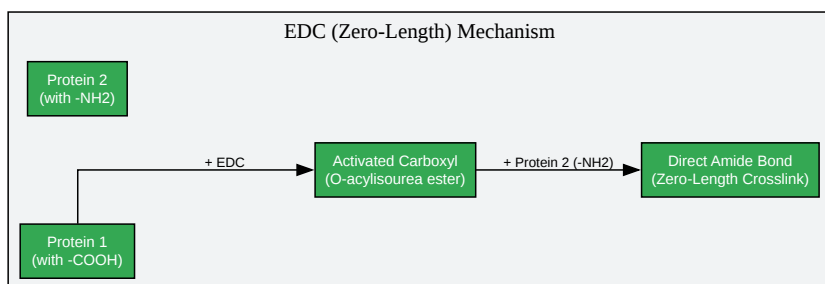 EDC (Zero-Length) Mechanism
Protein 2
(with -NH2)
+ EDC
Activated Carboxyl
(O-acylisourea ester)
+ Protein 2 (-NH2)
Direct Amide Bond
(Zero-Length Crosslink)
Protein 1
(with -COOH)